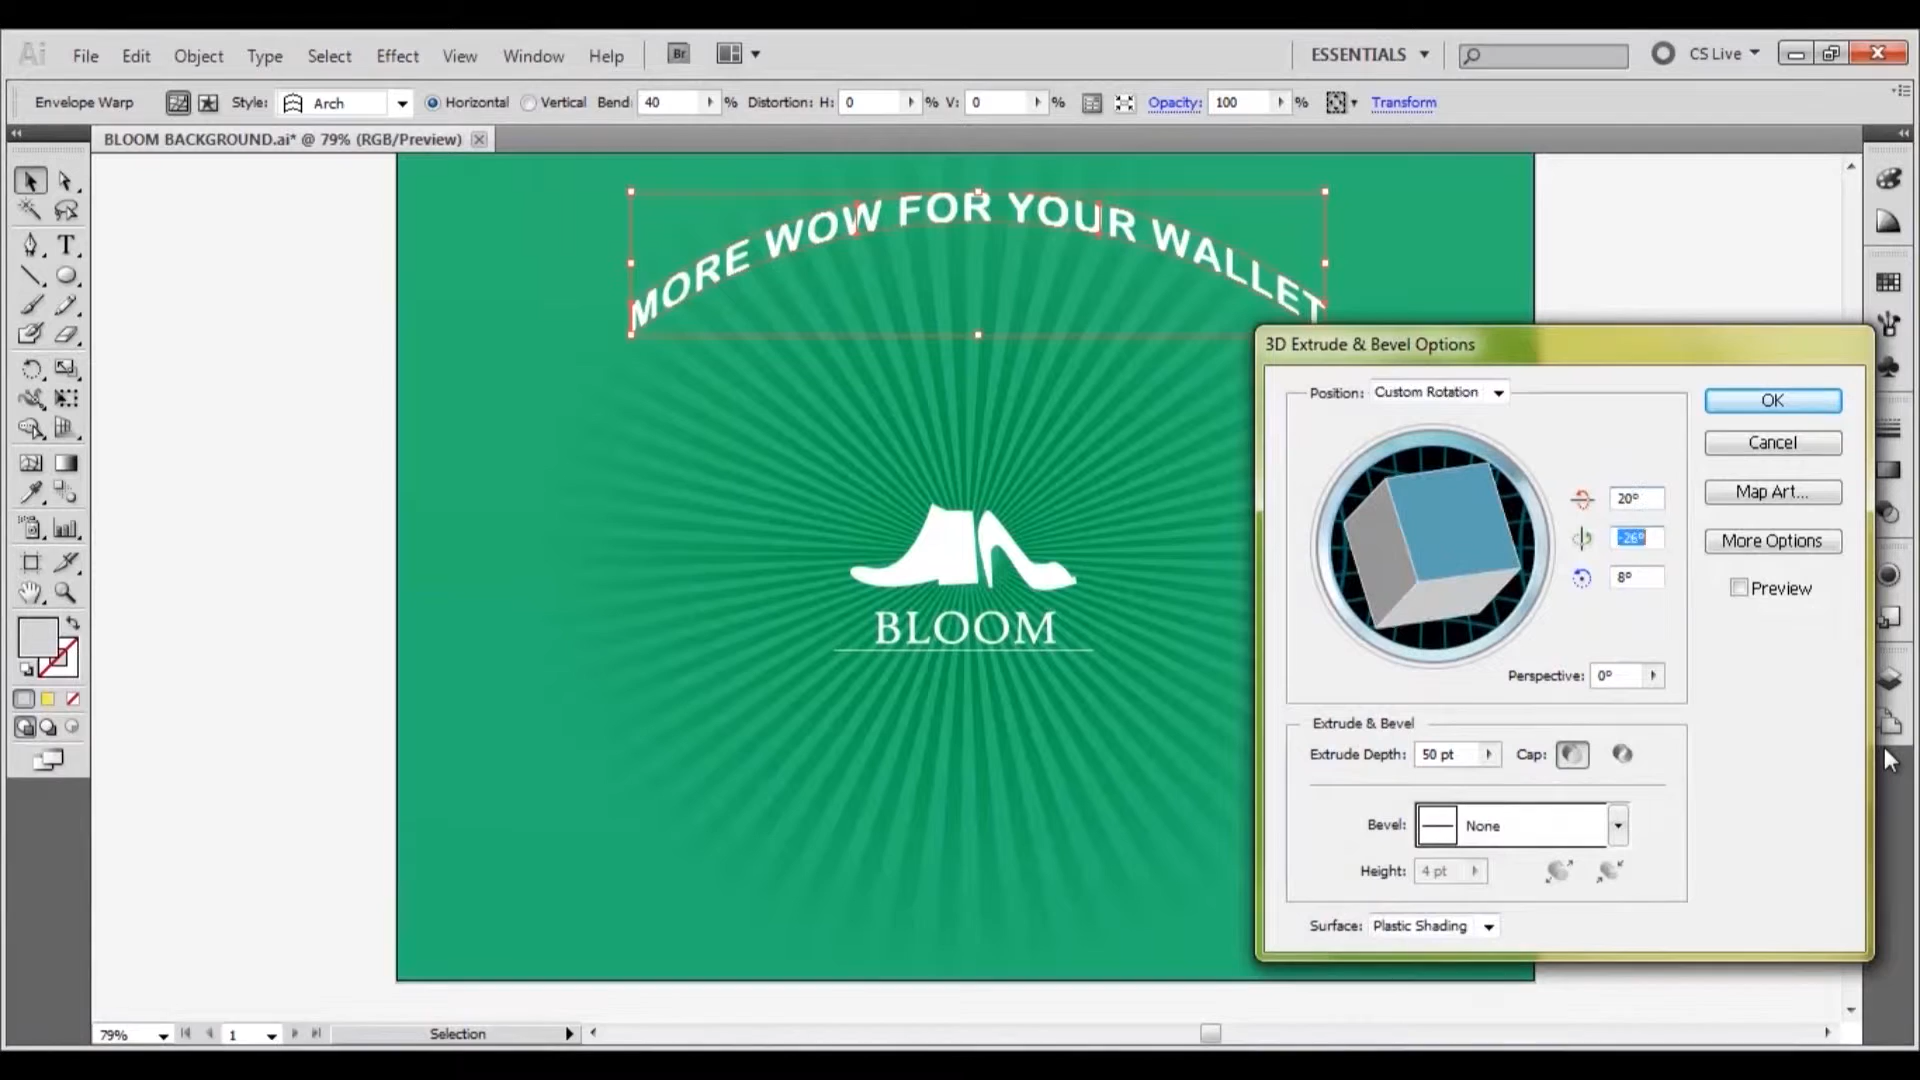 Ai File Edit Object Type Select Effect View Window Help Br ESSENTIALS CS Live
Envelope Warp Style: Arch Horizontal Vertical Bend: 40 % Distortion: H: 0 % V: 0 % Opacity: 100 % Transform
BLOOM BACKGROUND.ai* @ 79% (RGB/Preview)
MORE WOW FOR YOUR WALLET
BLOOM
3D Extrude & Bevel Options
Position: Custom Rotation
OK
Cancel
20°
Map Art...
-26°
More Options
8°
Preview
Perspective: 0°
Extrude & Bevel
Extrude Depth: 50 pt Cap:
Bevel: None
Height: 4 pt
Surface: Plastic Shading
79% 1 Selection